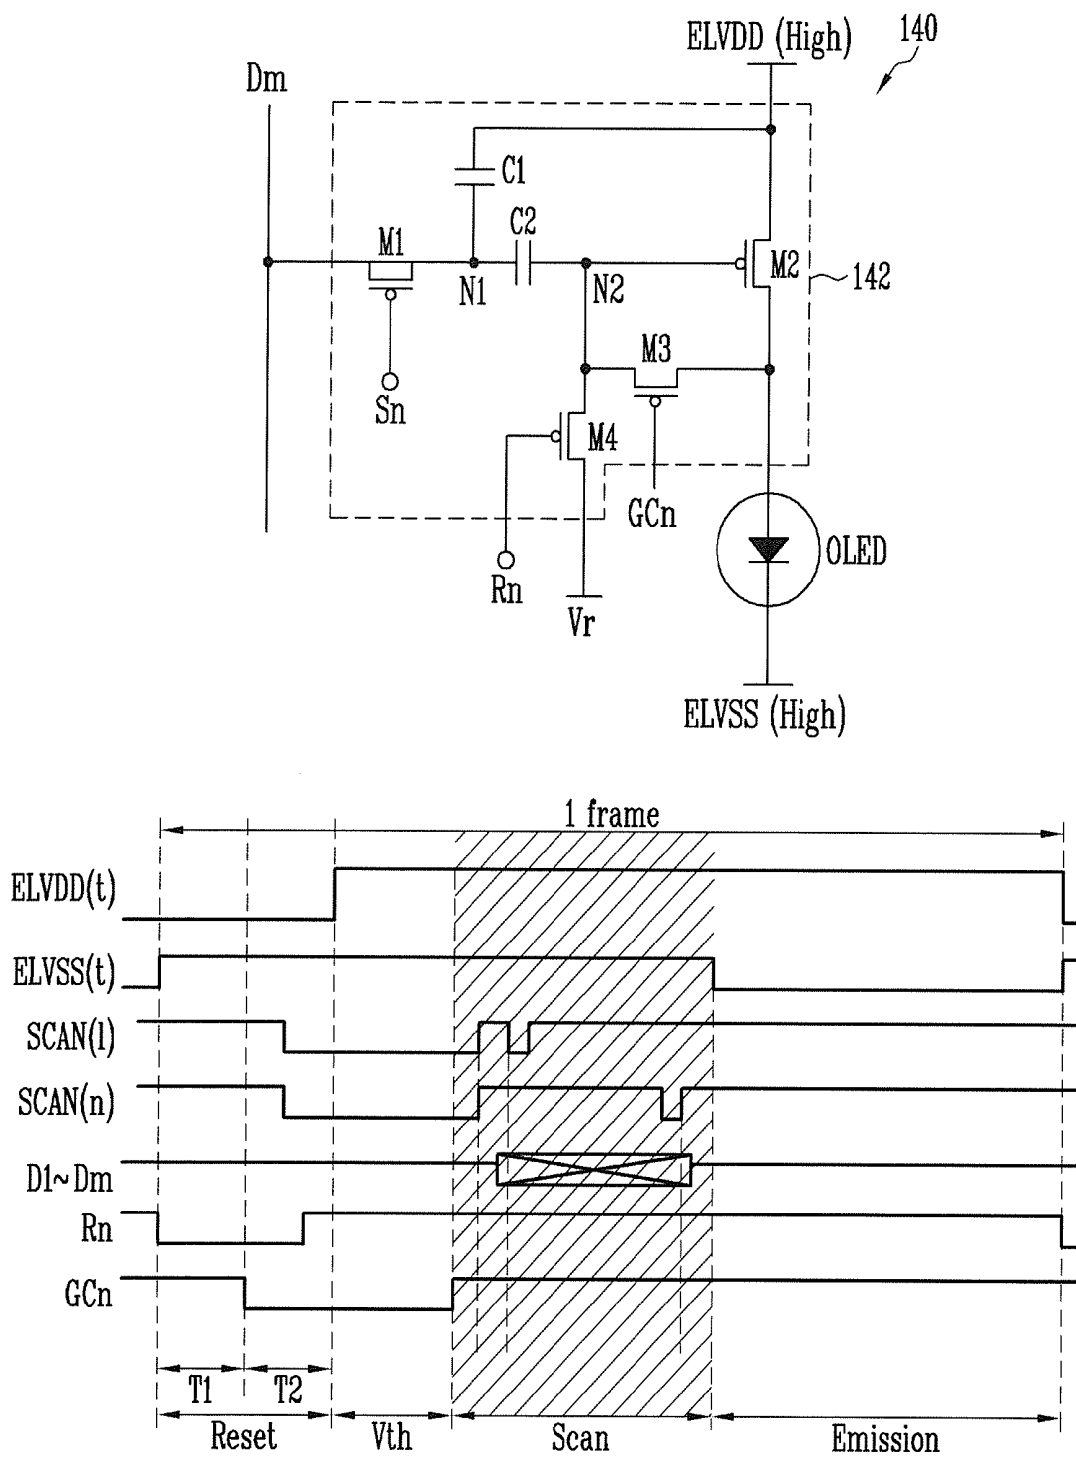 ELVDD (High)
140
Dm
C1
C2
M1
M2
N1
N2
142
M3
Sn
M4
GCn
OLED
Rn
Vr
ELVSS (High)
1 frame
ELVDD(t)
ELVSS(t)
SCAN(1)
SCAN(n)
D1~Dm
Rn
GCn
T1
T2
Reset
Vth
Scan
Emission